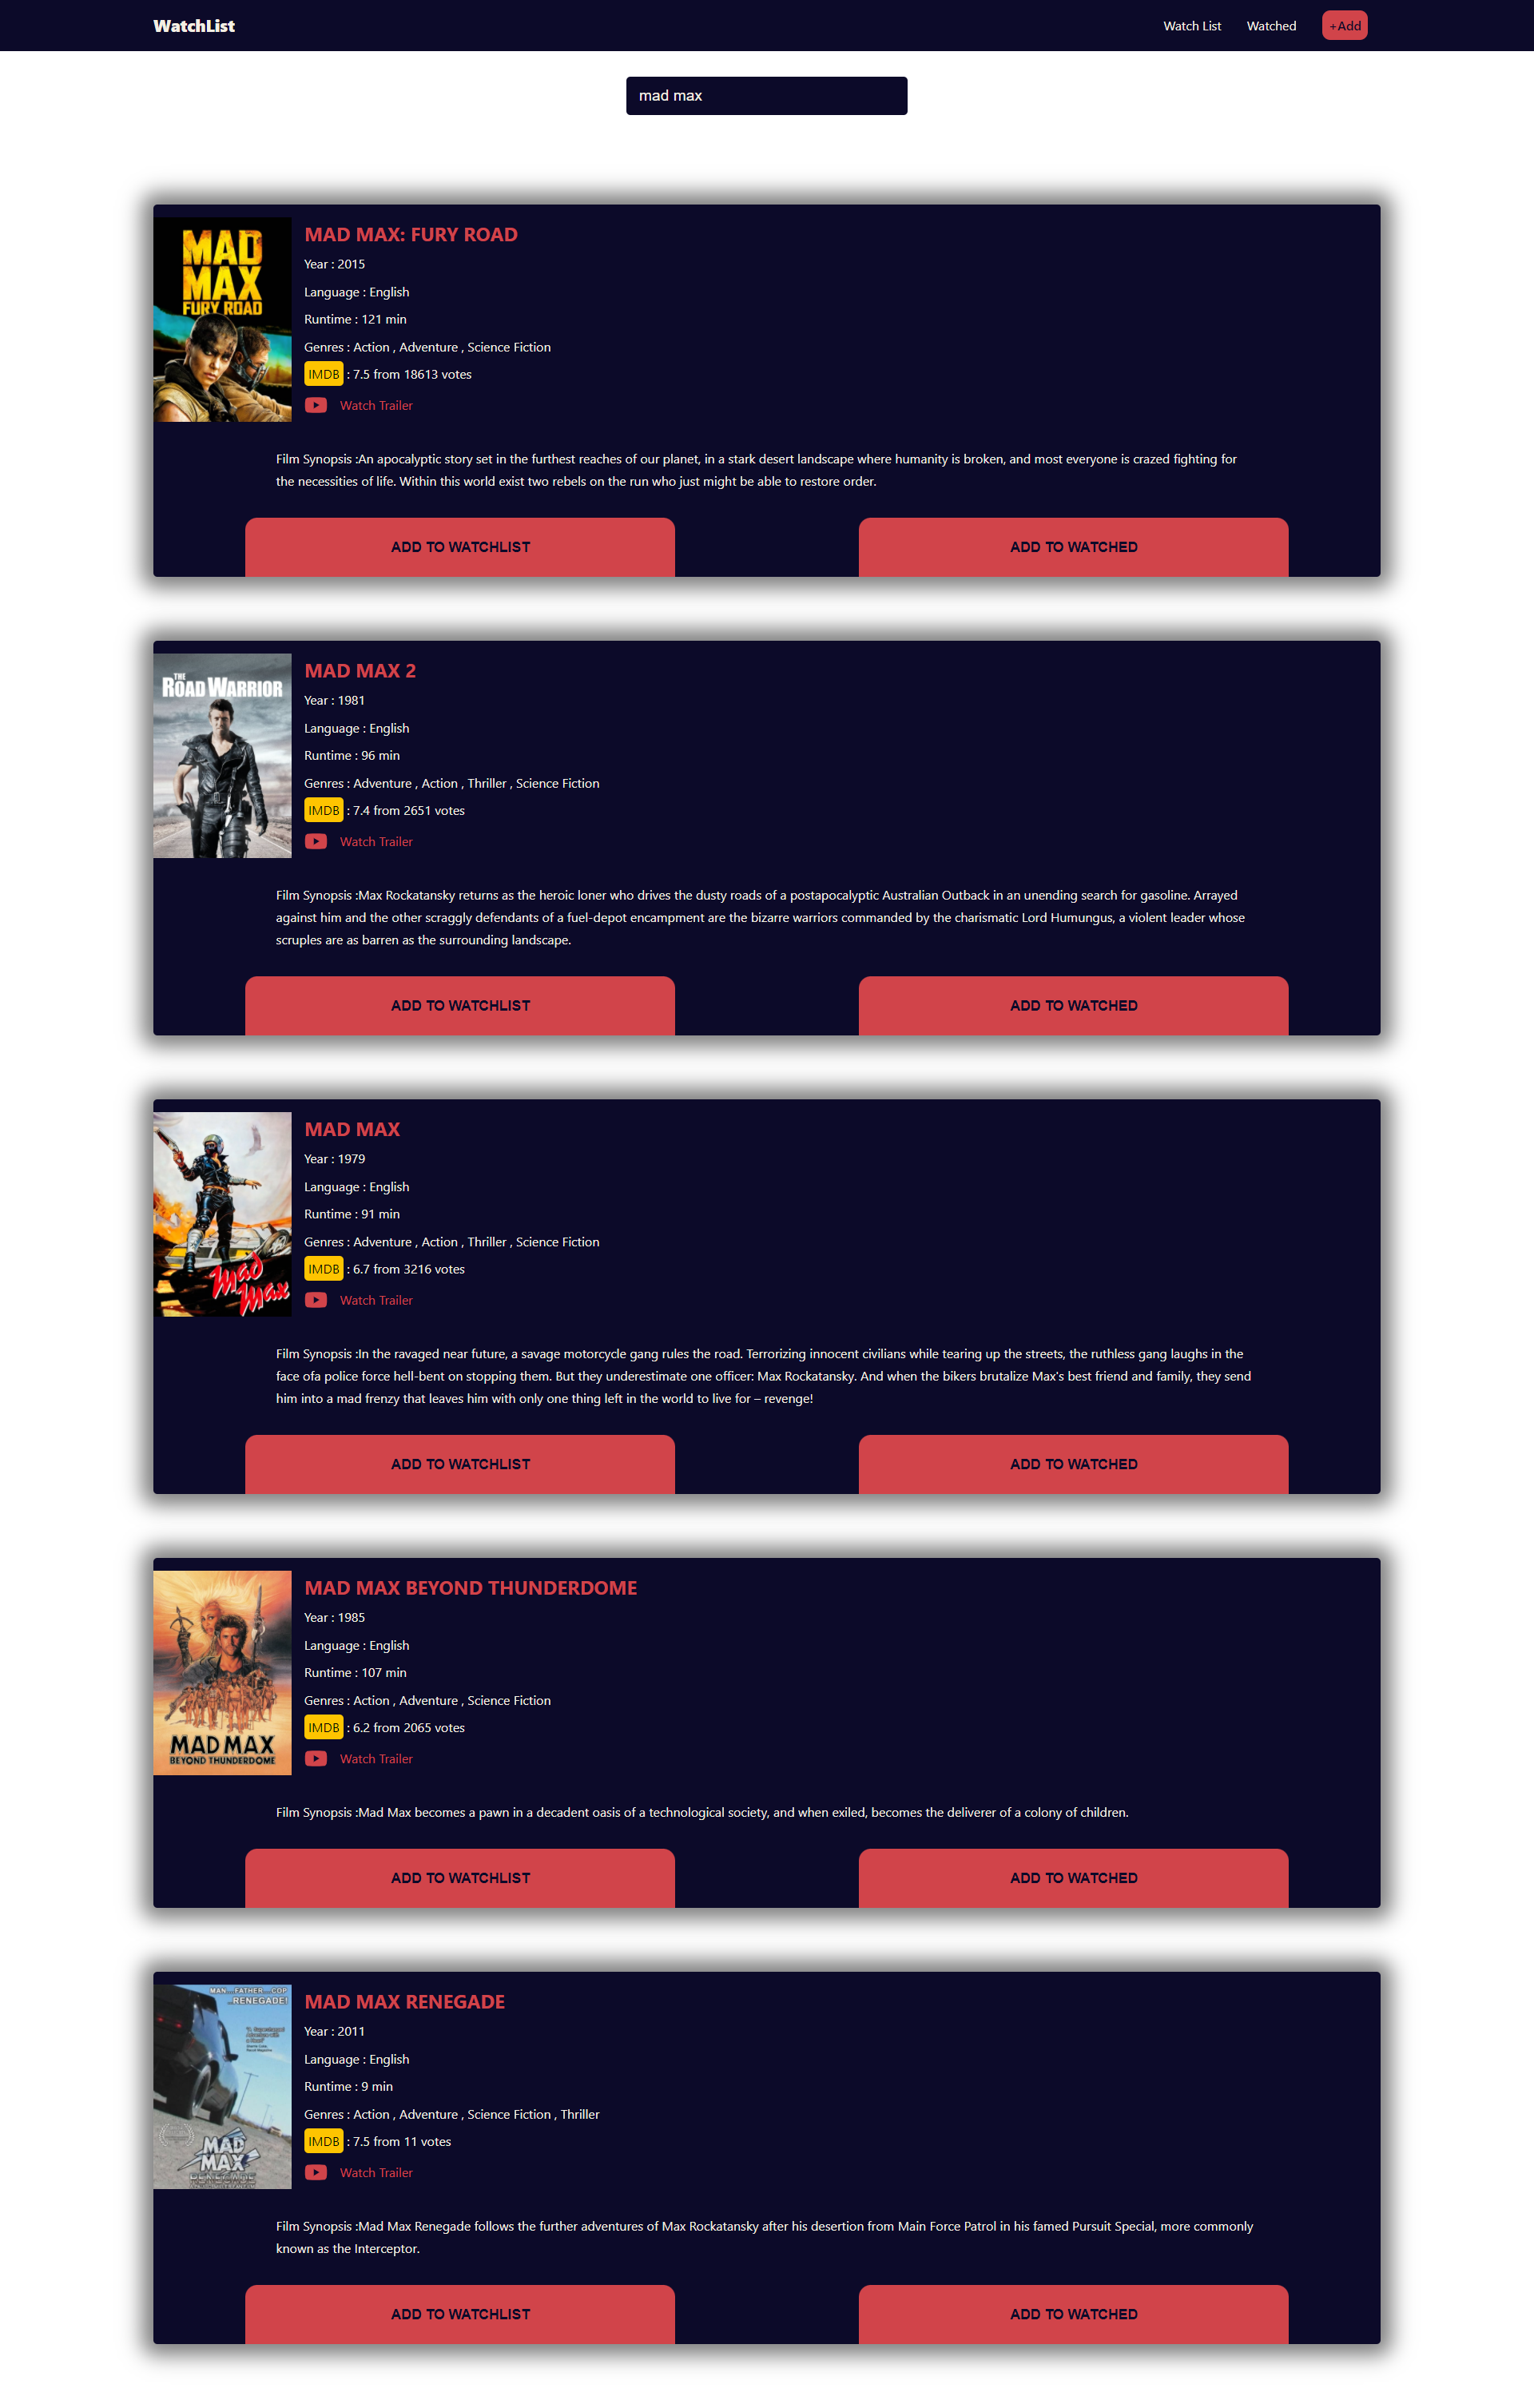 WatchList
Watch List
Watched
+Add
mad max
MAD MAX FURY ROAD
MAD MAX: FURY ROAD
Year : 2015
Language : English
Runtime : 121 min
Genres : Action , Adventure , Science Fiction
IMDB : 7.5 from 18613 votes
Watch Trailer
Film Synopsis :An apocalyptic story set in the furthest reaches of our planet, in a stark desert landscape where humanity is broken, and most everyone is crazed fighting for
the necessities of life. Within this world exist two rebels on the run who just might be able to restore order.
ADD TO WATCHLIST
ADD TO WATCHED
THE ROAD WARRIOR
MAD MAX 2
Year : 1981
Language : English
Runtime : 96 min
Genres : Adventure , Action , Thriller , Science Fiction
IMDB : 7.4 from 2651 votes
Watch Trailer
Film Synopsis :Max Rockatansky returns as the heroic loner who drives the dusty roads of a postapocalyptic Australian Outback in an unending search for gasoline. Arrayed
against him and the other scraggly defendants of a fuel-depot encampment are the bizarre warriors commanded by the charismatic Lord Humungus, a violent leader whose
scruples are as barren as the surrounding landscape.
ADD TO WATCHLIST
ADD TO WATCHED
Mad Max
MAD MAX
Year : 1979
Language : English
Runtime : 91 min
Genres : Adventure , Action , Thriller , Science Fiction
IMDB : 6.7 from 3216 votes
Watch Trailer
Film Synopsis :In the ravaged near future, a savage motorcycle gang rules the road. Terrorizing innocent civilians while tearing up the streets, the ruthless gang laughs in the
face ofa police force hell-bent on stopping them. But they underestimate one officer: Max Rockatansky. And when the bikers brutalize Max's best friend and family, they send
him into a mad frenzy that leaves him with only one thing left in the world to live for – revenge!
ADD TO WATCHLIST
ADD TO WATCHED
MAD MAX
BEYOND THUNDERDOME
MAD MAX BEYOND THUNDERDOME
Year : 1985
Language : English
Runtime : 107 min
Genres : Action , Adventure , Science Fiction
IMDB : 6.2 from 2065 votes
Watch Trailer
Film Synopsis :Mad Max becomes a pawn in a decadent oasis of a technological society, and when exiled, becomes the deliverer of a colony of children.
ADD TO WATCHLIST
ADD TO WATCHED
MAN...FATHER...COP
...RENEGADE!
MAD
MAX
RENEGADE
MAD MAX RENEGADE
Year : 2011
Language : English
Runtime : 9 min
Genres : Action , Adventure , Science Fiction , Thriller
IMDB : 7.5 from 11 votes
Watch Trailer
Film Synopsis :Mad Max Renegade follows the further adventures of Max Rockatansky after his desertion from Main Force Patrol in his famed Pursuit Special, more commonly
known as the Interceptor.
ADD TO WATCHLIST
ADD TO WATCHED